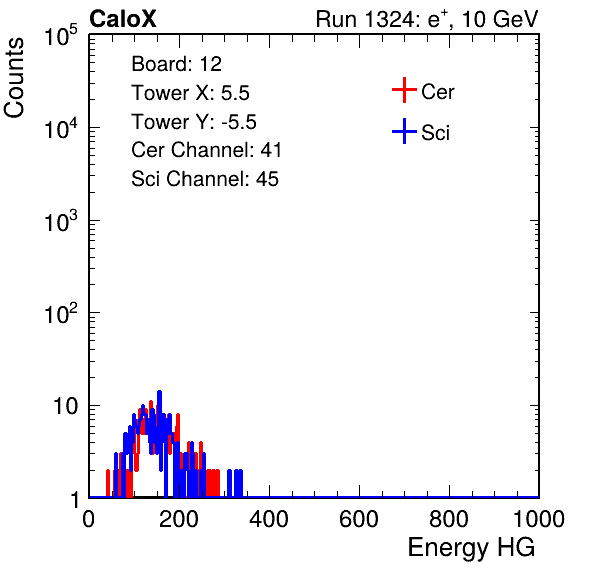 CaloX Run 1324: e⁺, 10 GeV
Counts
Board: 12
Tower X: 5.5
Tower Y: -5.5
Cer Channel: 41
Sci Channel: 45
Cer
Sci
10⁵
10⁴
10³
10²
10
1
0 200 400 600 800 1000
Energy HG